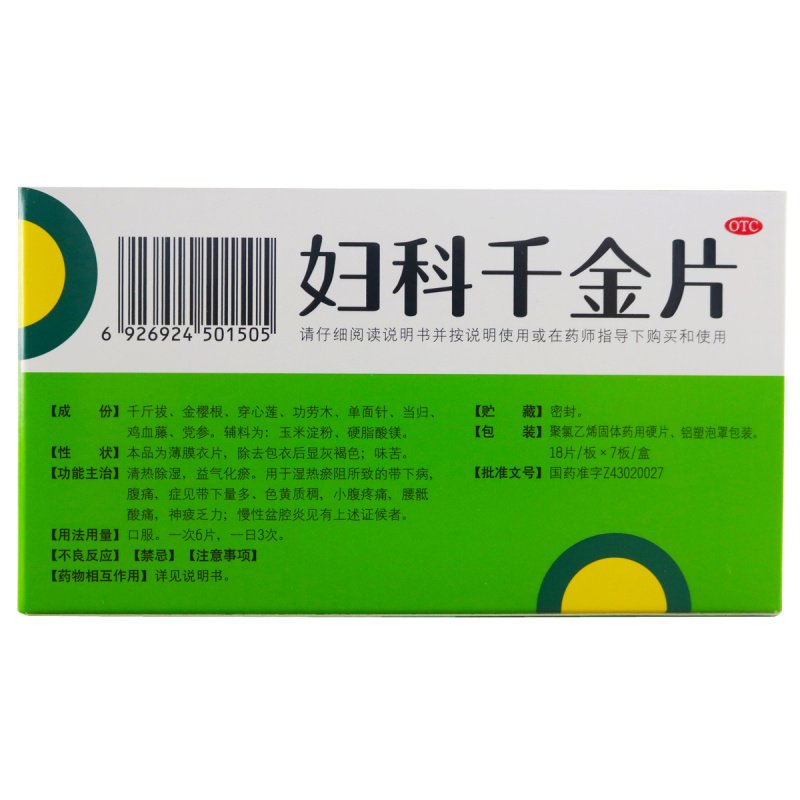 OTC
妇科千金片
6 926924 501505
请仔细阅读说明书并按说明使用或在药师指导下购买和使用
【成 份】千斤拔、金樱根、穿心莲、功劳木、单面针、当归、
鸡血藤、党参。辅料为：玉米淀粉、硬脂酸镁。
【性 状】本品为薄膜衣片，除去包衣后显灰褐色；味苦。
【功能主治】清热除湿，益气化瘀。用于湿热瘀阻所致的带下病，
腹痛，症见带下量多、色黄质稠，小腹疼痛，腰骶
酸痛，神疲乏力；慢性盆腔炎见有上述证候者。
【用法用量】口服。一次6片，一日3次。
【不良反应】【禁忌】【注意事项】
【药物相互作用】详见说明书。
【贮 藏】密封。
【包 装】聚氯乙烯固体药用硬片、铝塑泡罩包装。
18片/板×7板/盒
【批准文号】国药准字Z43020027